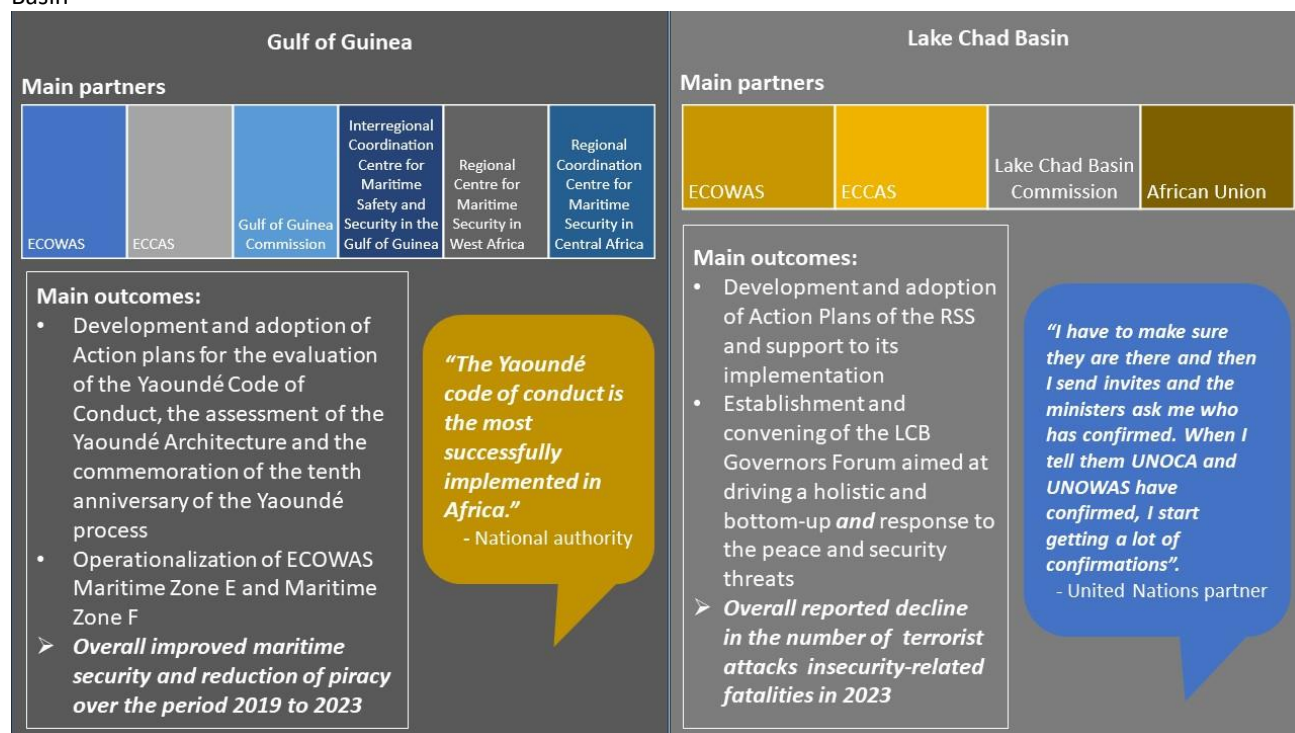 Basin
Gulf of Guinea
Main partners
ECOWAS
ECCAS
Gulf of Guinea
Commission
Interregional
Coordination
Centre for
Maritime
Safety and
Security in the
Gulf of Guinea
Regional
Centre for
Maritime
Security in
West Africa
Regional
Coordination
Centre for
Maritime
Security in
Central Africa
Main outcomes:
• Development and adoption of
Action plans for the evaluation
of the Yaoundé Code of
Conduct, the assessment of the
Yaoundé Architecture and the
commemoration of the tenth
anniversary of the Yaoundé
process
• Operationalization of ECOWAS
Maritime Zone E and Maritime
Zone F
➢ Overall improved maritime
security and reduction of piracy
over the period 2019 to 2023
“The Yaoundé
code of conduct is
the most
successfully
implemented in
Africa.”
- National authority
Lake Chad Basin
Main partners
ECOWAS
ECCAS
Lake Chad Basin
Commission
African Union
Main outcomes:
• Development and adoption
of Action Plans of the RSS
and support to its
implementation
• Establishment and
convening of the LCB
Governors Forum aimed at
driving a holistic and
bottom-up and response to
the peace and security
threats
➢ Overall reported decline
in the number of terrorist
attacks insecurity-related
fatalities in 2023
“I have to make sure
they are there and then
I send invites and the
ministers ask me who
has confirmed. When I
tell them UNOCA and
UNOWAS have
confirmed, I start
getting a lot of
confirmations”.
- United Nations partner